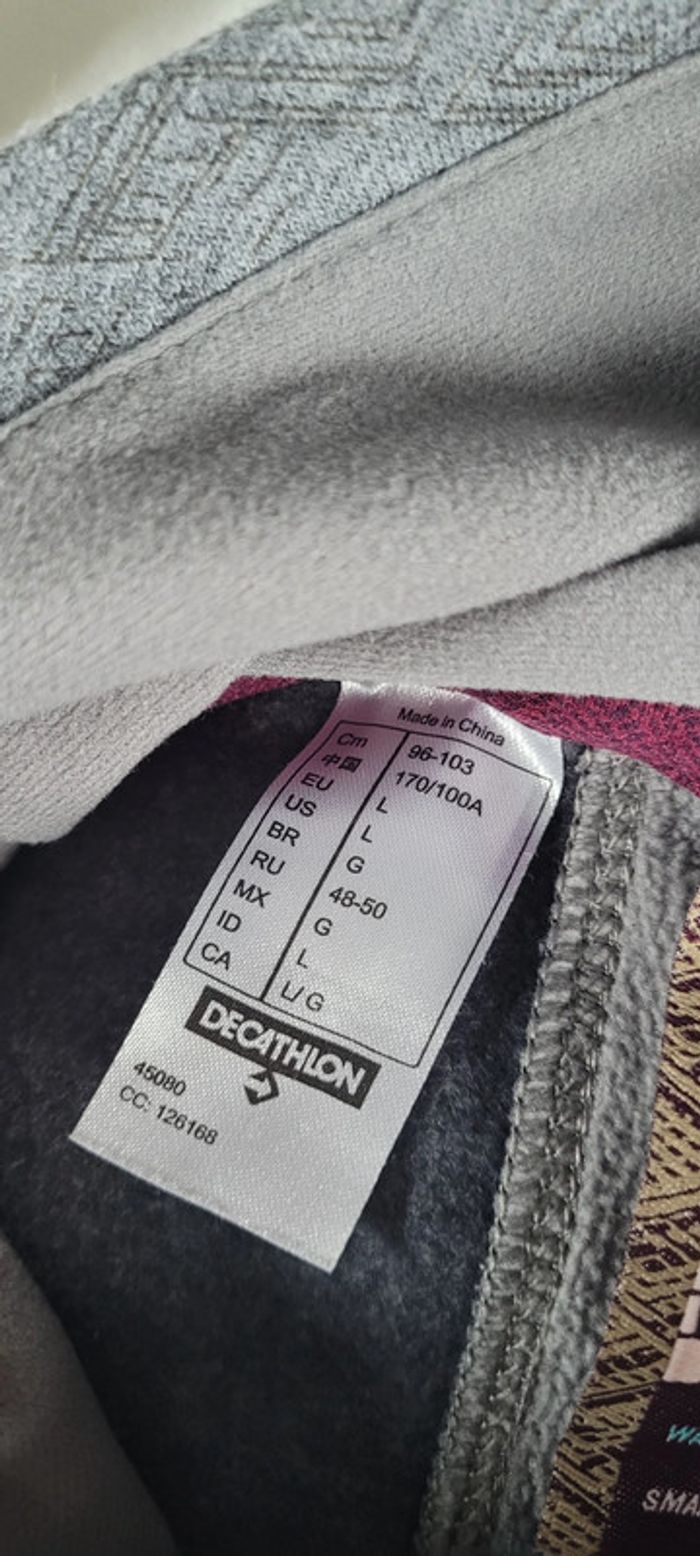 Made in China
Cm 96-103
中国 170/100A
EU L
US L
BR G
RU 48-50
MX G
ID L
CA L/G
DECATHLON
45080
CC: 126168